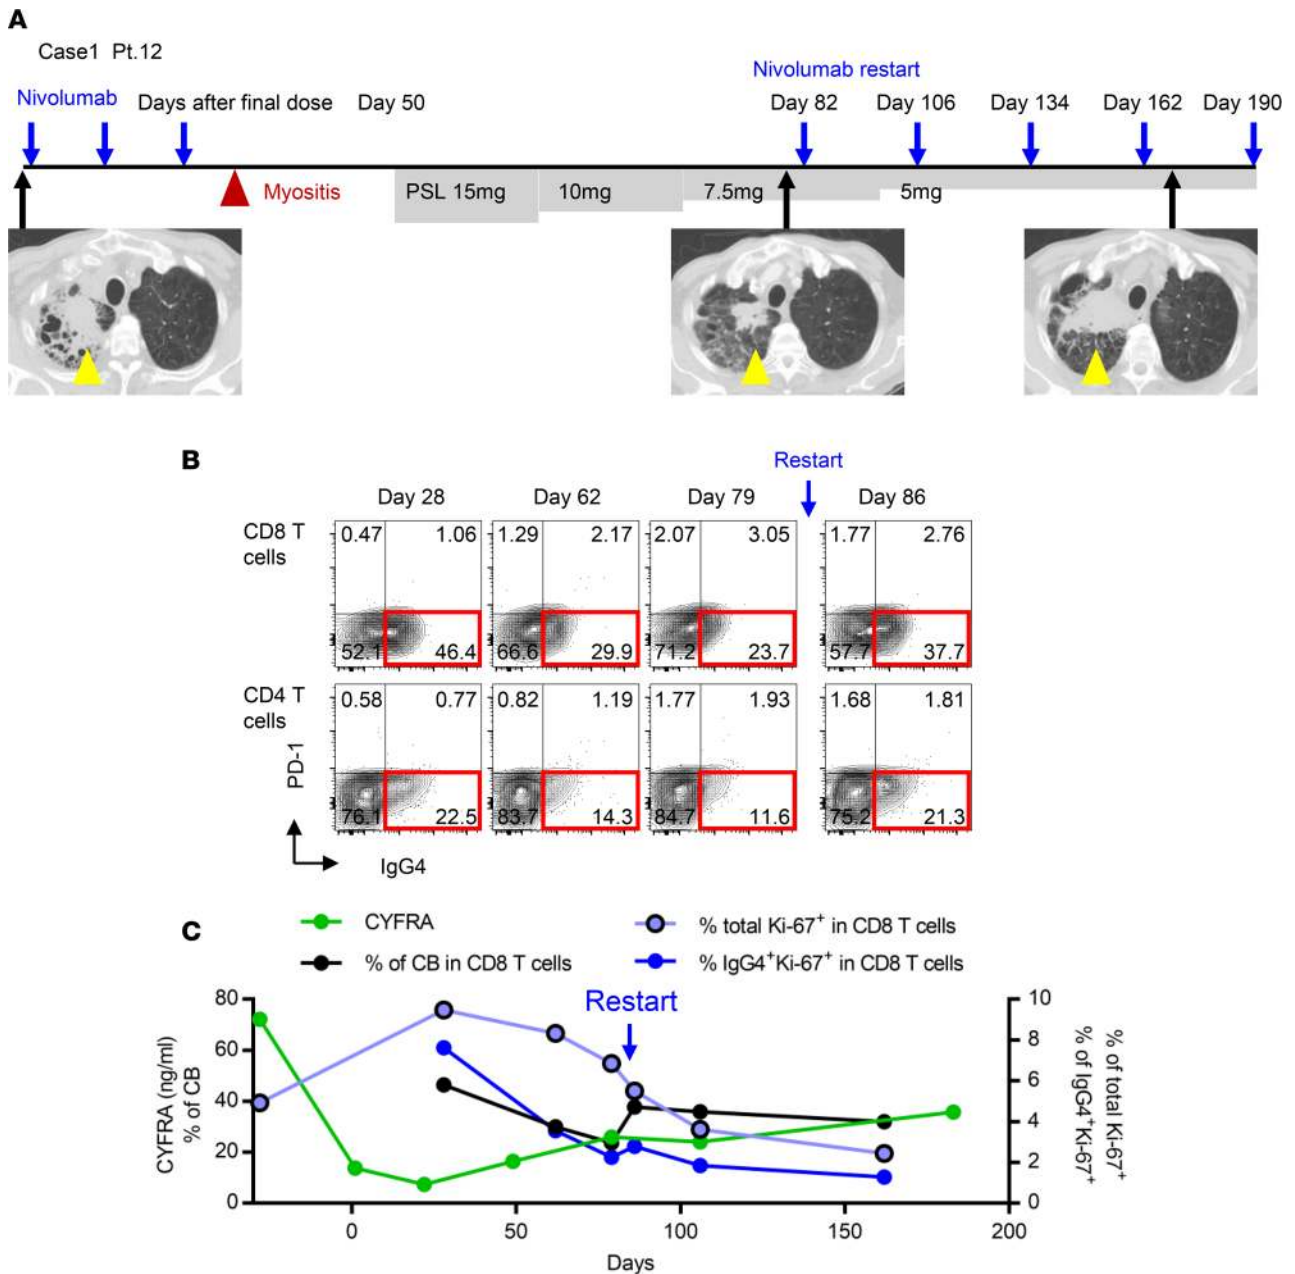 A
Case1 Pt.12
Nivolumab restart
Nivolumab Days after final dose Day 50 Day 82 Day 106 Day 134 Day 162 Day 190
Myositis PSL 15mg 10mg 7.5mg 5mg
B
Restart
Day 28 Day 62 Day 79 Day 86
CD8 T cells
0.47 1.06 1.29 2.17 2.07 3.05 1.77 2.76
52.1 46.4 66.6 29.9 71.2 23.7 57.7 37.7
CD4 T cells
0.58 0.77 0.82 1.19 1.77 1.93 1.68 1.81
76.1 22.5 83.7 14.3 84.7 11.6 75.2 21.3
PD-1
IgG4
C
CYFRA
% total Ki-67+ in CD8 T cells
% of CB in CD8 T cells
% IgG4+Ki-67+ in CD8 T cells
Restart
80
60
40
20
0
CYFRA (ng/ml)
% of CB
10
8
6
4
2
0
% of total Ki-67+
% of IgG4+Ki-67+
0 50 100 150 200
Days